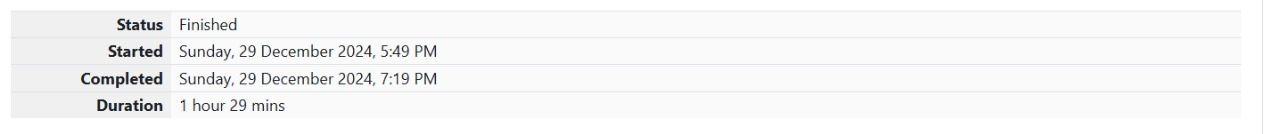 Status Finished
Started Sunday, 29 December 2024, 5:49 PM
Completed Sunday, 29 December 2024, 7:19 PM
Duration 1 hour 29 mins